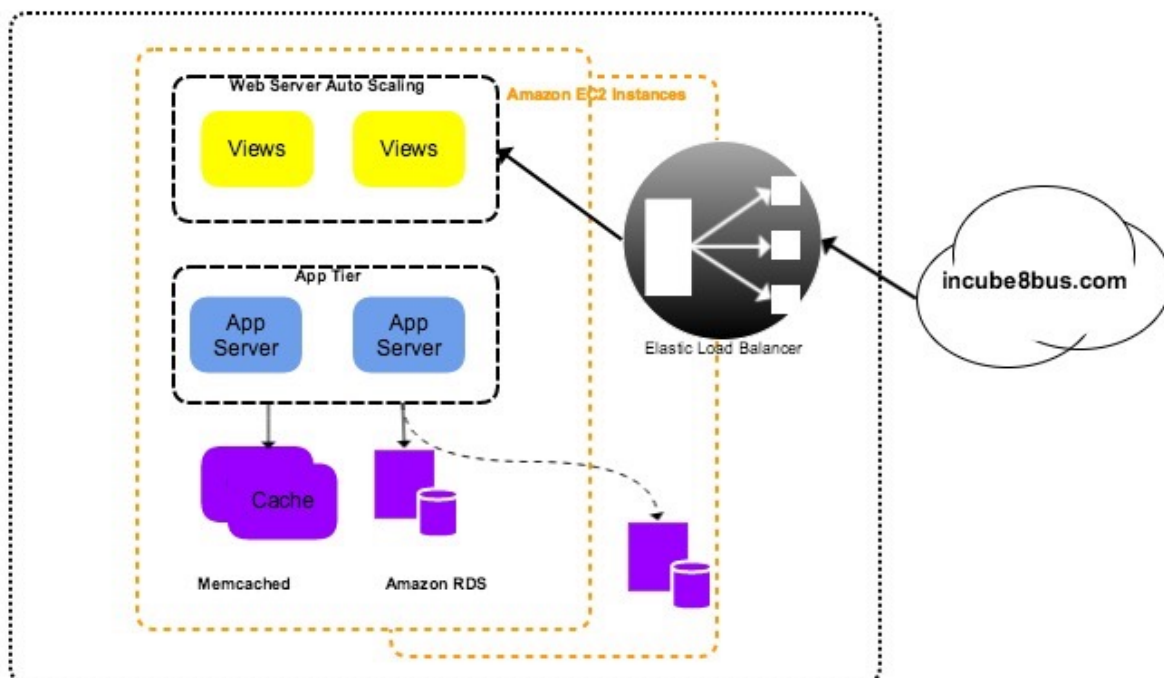 Web Server Auto Scaling
Amazon EC2 Instances
Views
Views
App Tier
App
Server
App
Server
Elastic Load Balancer
incube8bus.com
Cache
Memcached
Amazon RDS